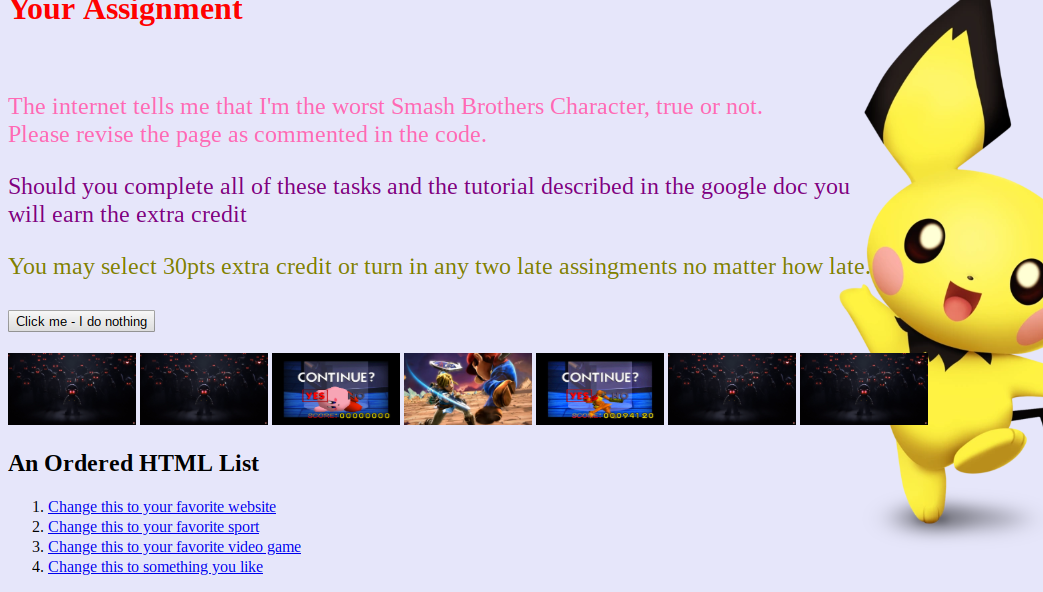 Your Assignment
The internet tells me that I'm the worst Smash Brothers Character, true or not.
Please revise the page as commented in the code.
Should you complete all of these tasks and the tutorial described in the google doc you
will earn the extra credit
You may select 30pts extra credit or turn in any two late assingments no matter how late.
Click me - I do nothing
CONTINUE?
YES
00000000
CONTINUE?
YES NO
00094120
An Ordered HTML List
1. Change this to your favorite website
2. Change this to your favorite sport
3. Change this to your favorite video game
4. Change this to something you like